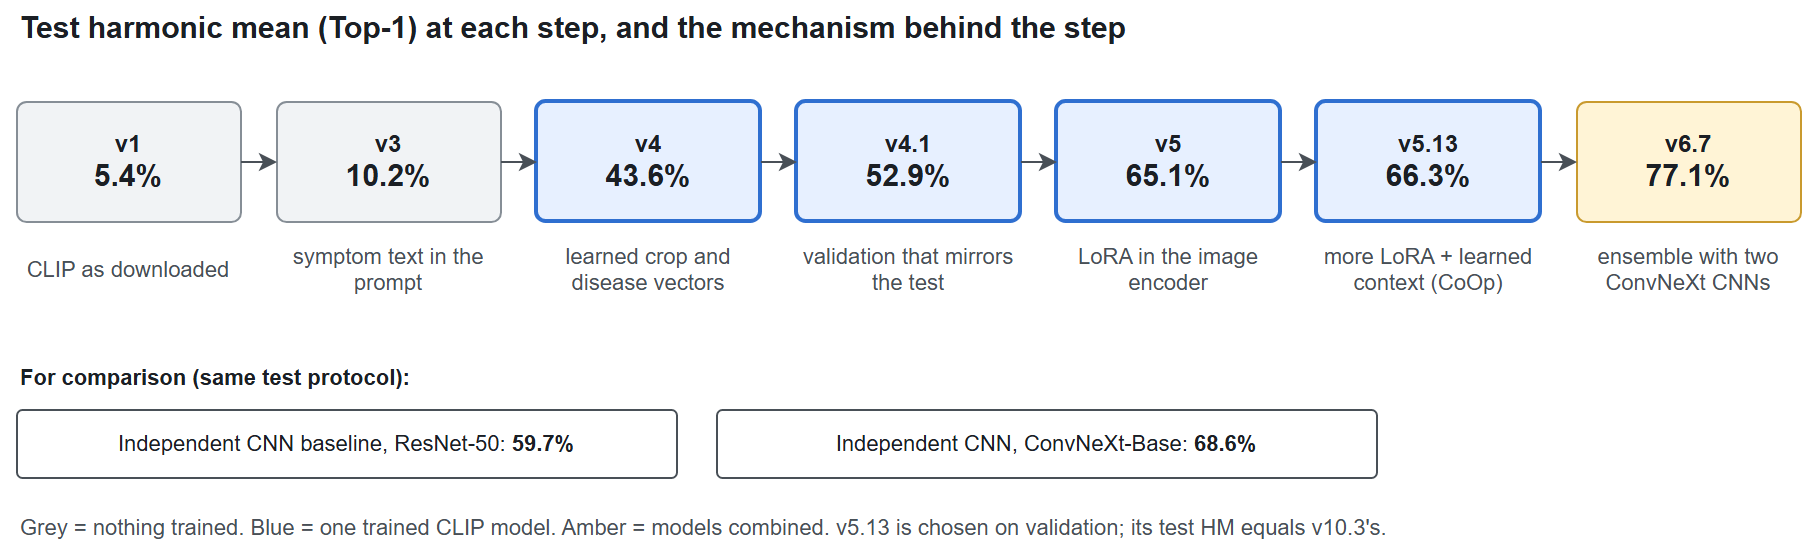 Test harmonic mean (Top-1) at each step, and the mechanism behind the step
v1
5.4%
CLIP as downloaded
v3
10.2%
symptom text in the
prompt
v4
43.6%
learned crop and
disease vectors
v4.1
52.9%
validation that mirrors
the test
v5
65.1%
LoRA in the image
encoder
v5.13
66.3%
more LoRA + learned
context (CoOp)
v6.7
77.1%
ensemble with two
ConvNeXt CNNs
For comparison (same test protocol):
Independent CNN baseline, ResNet-50: 59.7%
Independent CNN, ConvNeXt-Base: 68.6%
Grey = nothing trained. Blue = one trained CLIP model. Amber = models combined. v5.13 is chosen on validation; its test HM equals v10.3's.